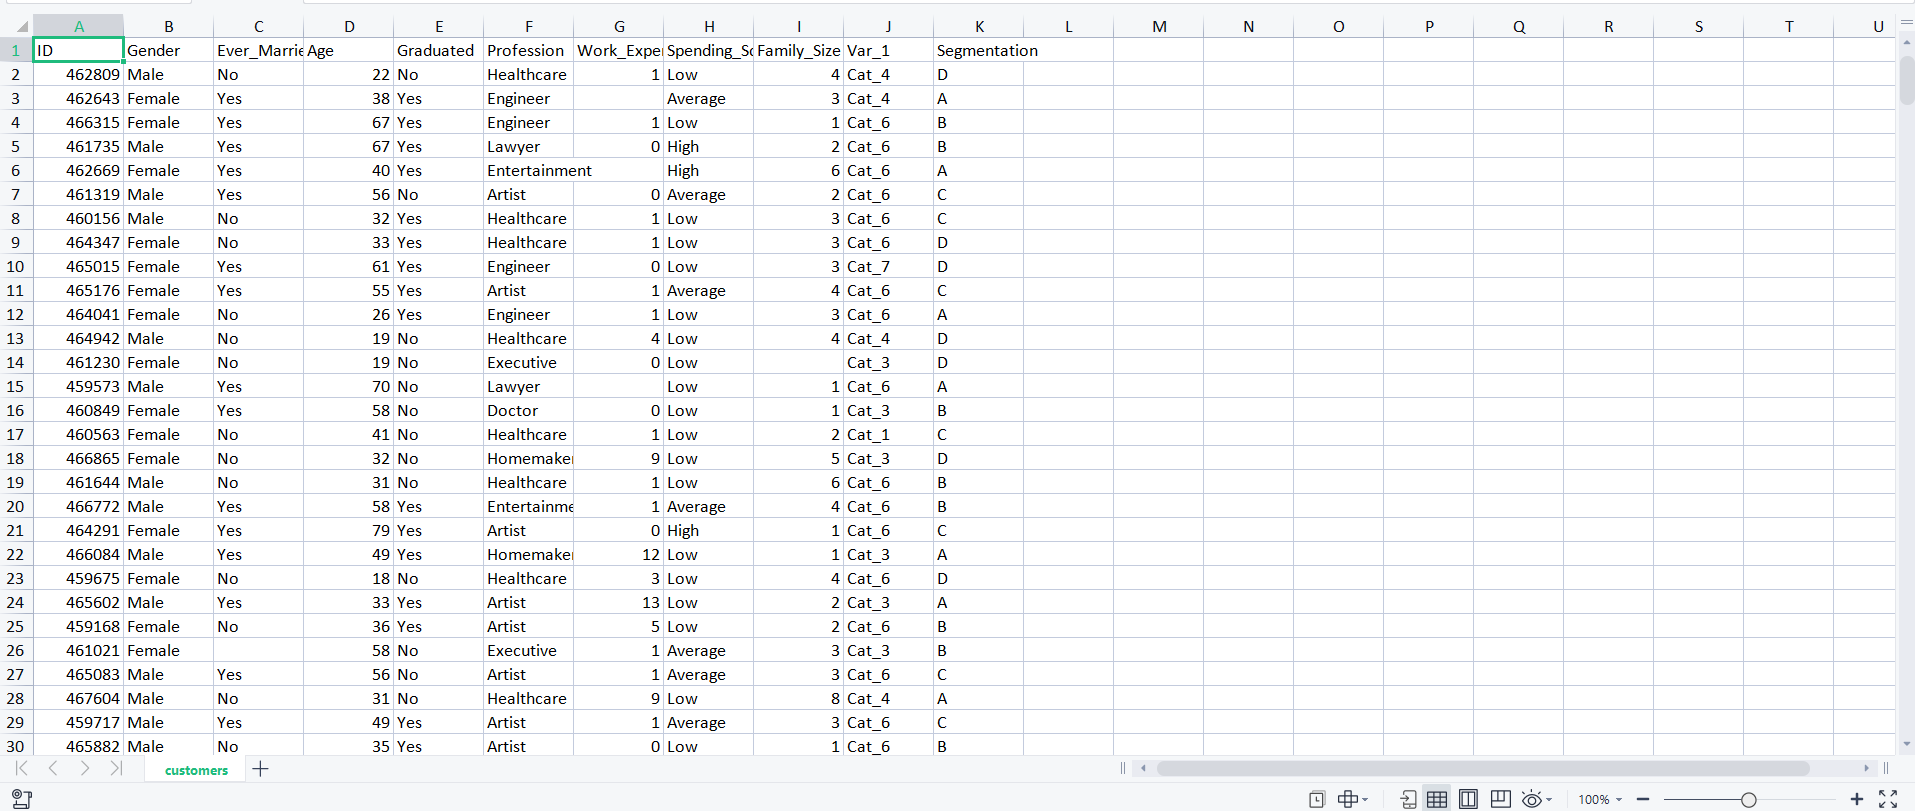 A B C D E F G H I J K L M N O P Q R S T U
1 ID Gender Ever_Marrie Age Graduated Profession Work_Expe Spending_Sc Family_Size Var_1 Segmentation
2 462809 Male No 22 No Healthcare 1 Low 4 Cat_4 D
3 462643 Female Yes 38 Yes Engineer Average 3 Cat_4 A
4 466315 Female Yes 67 Yes Engineer 1 Low 1 Cat_6 B
5 461735 Male Yes 67 Yes Lawyer 0 High 2 Cat_6 B
6 462669 Female Yes 40 Yes Entertainment High 6 Cat_6 A
7 461319 Male Yes 56 No Artist 0 Average 2 Cat_6 C
8 460156 Male No 32 Yes Healthcare 1 Low 3 Cat_6 C
9 464347 Female No 33 Yes Healthcare 1 Low 3 Cat_6 D
10 465015 Female Yes 61 Yes Engineer 0 Low 3 Cat_7 D
11 465176 Female Yes 55 Yes Artist 1 Average 4 Cat_6 C
12 464041 Female No 26 Yes Engineer 1 Low 3 Cat_6 A
13 464942 Male No 19 No Healthcare 4 Low 4 Cat_4 D
14 461230 Female No 19 No Executive 0 Low Cat_3 D
15 459573 Male Yes 70 No Lawyer Low 1 Cat_6 A
16 460849 Female Yes 58 No Doctor 0 Low 1 Cat_3 B
17 460563 Female No 41 No Healthcare 1 Low 2 Cat_1 C
18 466865 Female No 32 No Homemaker 9 Low 5 Cat_3 D
19 461644 Male No 31 No Healthcare 1 Low 6 Cat_6 B
20 466772 Male Yes 58 Yes Entertainme 1 Average 4 Cat_6 B
21 464291 Female Yes 79 Yes Artist 0 High 1 Cat_6 C
22 466084 Male Yes 49 Yes Homemaker 12 Low 1 Cat_3 A
23 459675 Female No 18 No Healthcare 3 Low 4 Cat_6 D
24 465602 Male Yes 33 Yes Artist 13 Low 2 Cat_3 A
25 459168 Female No 36 Yes Artist 5 Low 2 Cat_6 B
26 461021 Female 58 No Executive 1 Average 3 Cat_3 B
27 465083 Male Yes 56 No Artist 1 Average 3 Cat_6 C
28 467604 Male No 31 No Healthcare 9 Low 8 Cat_4 A
29 459717 Male Yes 49 Yes Artist 1 Average 3 Cat_6 C
30 465882 Male No 35 Yes Artist 0 Low 1 Cat_6 B
customers
100%